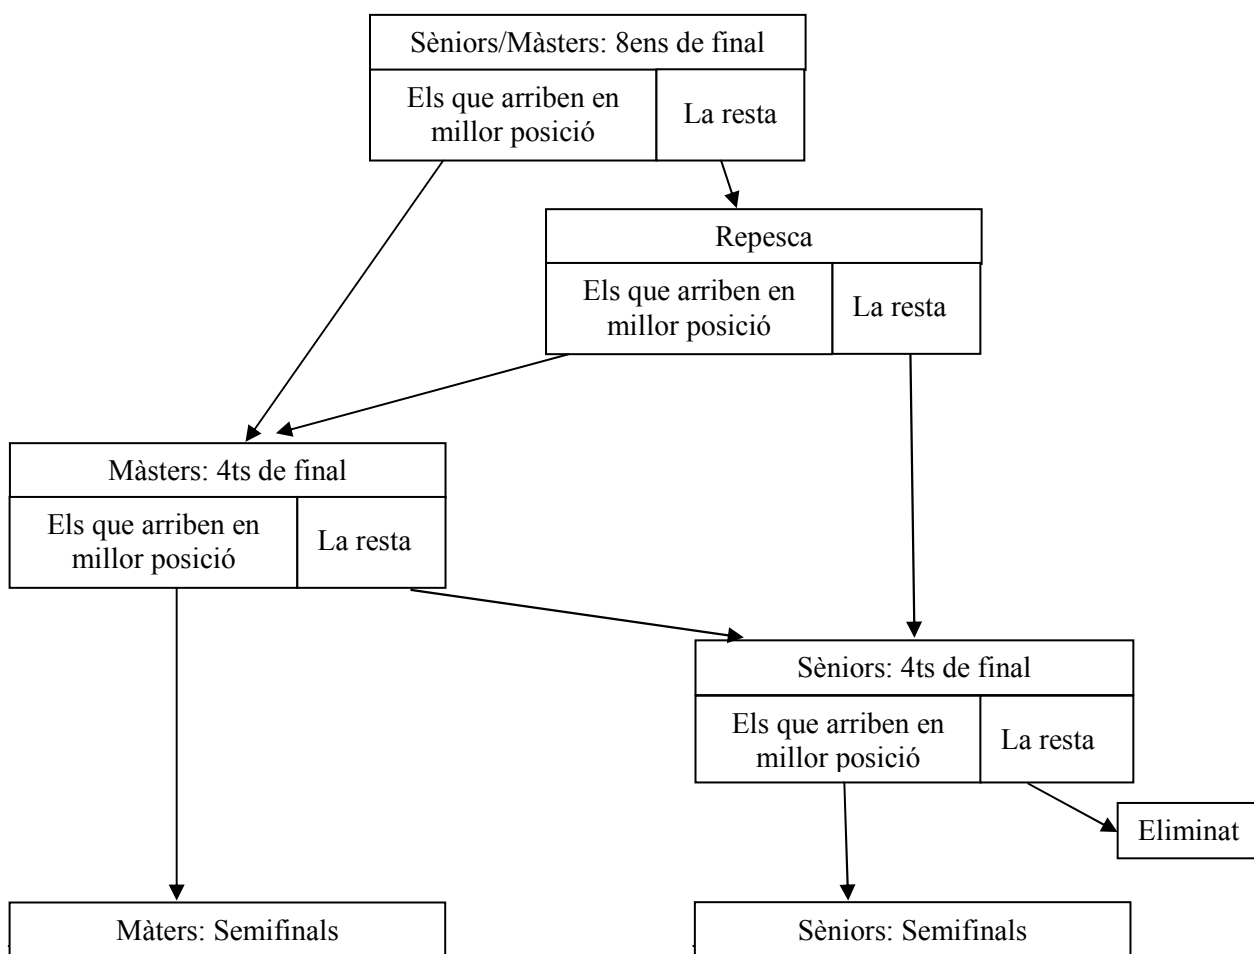 Sèniors/Màsters: 8ens de final
Els que arriben en
millor posició
La resta
Repesca
Els que arriben en
millor posició
La resta
Màsters: 4ts de final
Els que arriben en
millor posició
La resta
Sèniors: 4ts de final
Els que arriben en
millor posició
La resta
Eliminat
Màters: Semifinals
Sèniors: Semifinals